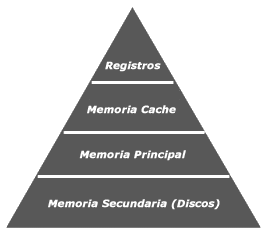 Registros
Memoria Cache
Memoria Principal
Memoria Secundaria (Discos)